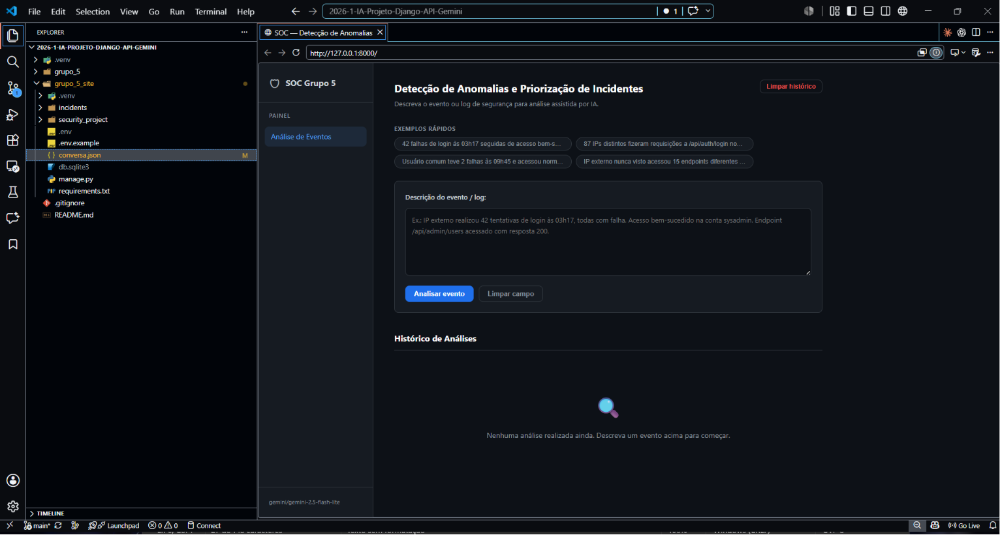 File Edit Selection View Go Run Terminal Help
2026-1-IA-Projeto-Django-API-Gemini
1
EXPLORER
2026-1-IA-PROJETO-DJANGO-API-GEMINI
.venv
grupo_5
grupo_5_site
.venv
incidents
security_project
.env
.env.example
conversa.json M
db.sqlite3
manage.py
requirements.txt
.gitignore
README.md
TIMELINE
SOC — Detecção de Anomalias
http://127.0.0.1:8000/
SOC Grupo 5
PAINEL
Análise de Eventos
gemini/gemini-2.5-flash-lite
Detecção de Anomalias e Priorização de Incidentes
Limpar histórico
Descreva o evento ou log de segurança para análise assistida por IA.
EXEMPLOS RÁPIDOS
42 falhas de login às 03h17 seguidas de acesso bem-s...
87 IPs distintos fizeram requisições a /api/auth/login no...
Usuário comum teve 2 falhas às 09h45 e acessou norm...
IP externo nunca visto acessou 15 endpoints diferentes ...
Descrição do evento / log:
Ex.: IP externo realizou 42 tentativas de login às 03h17, todas com falha. Acesso bem-sucedido na conta sysadmin. Endpoint
/api/admin/users acessado com resposta 200.
Analisar evento
Limpar campo
Histórico de Análises
Nenhuma análise realizada ainda. Descreva um evento acima para começar.
main* Launchpad 0 0 Connect Go Live